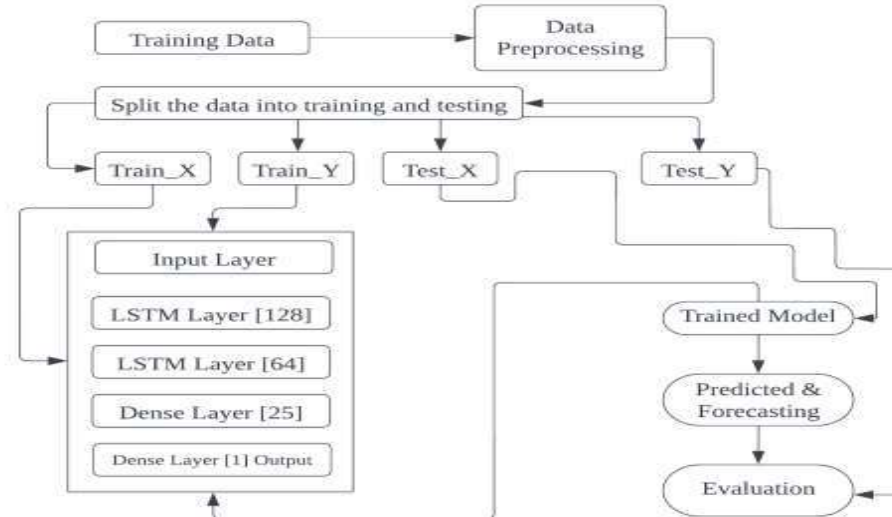 Training Data
Data
Preprocessing
Split the data into training and testing
Train_X
Train_Y
Test_X
Test_Y
Input Layer
LSTM Layer [128]
LSTM Layer [64]
Dense Layer [25]
Dense Layer [1] Output
Trained Model
Predicted &
Forecasting
Evaluation